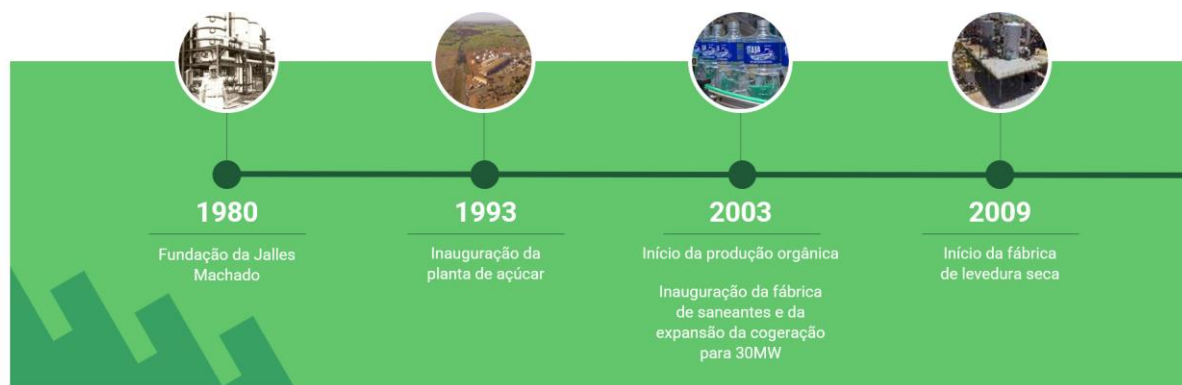 1980
Fundação da Jalles
Machado
1993
Inauguração da
planta de açúcar
2003
Início da produção orgânica
Inauguração da fábrica
de saneantes e da
expansão da cogeração
para 30MW
2009
Início da fábrica
de levedura seca